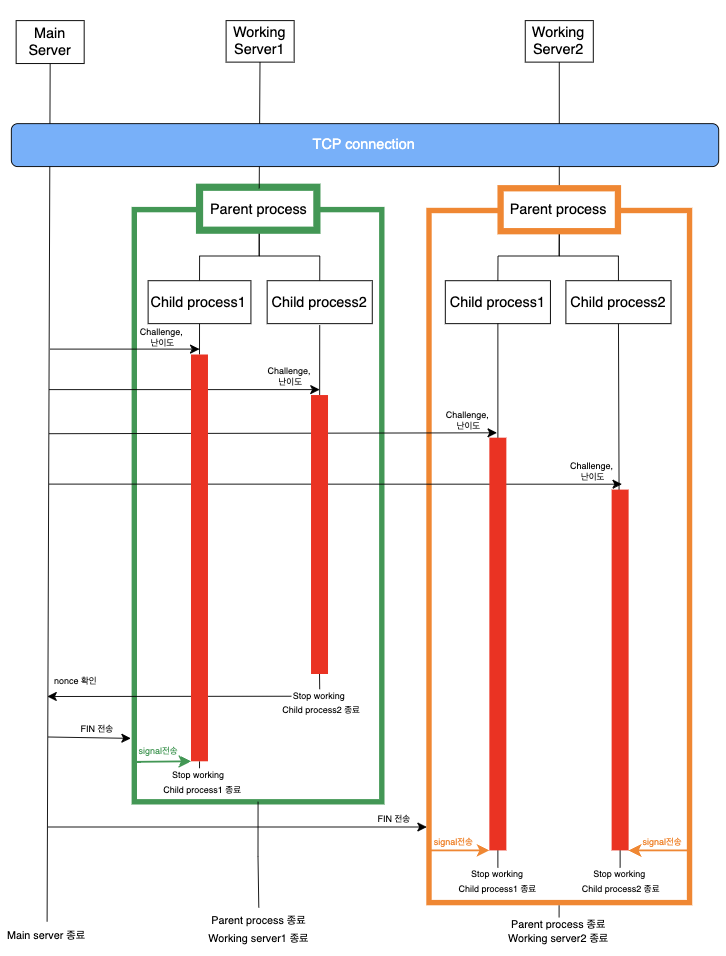 Main
Server
Working
Server1
Working
Server2
TCP connection
Parent process
Parent process
Child process1
Child process2
Child process1
Child process2
Challenge,
난이도
Challenge,
난이도
Challenge,
난이도
Challenge,
난이도
nonce 확인
Stop working
Child process2 종료
FIN 전송
signal전송
Stop working
Child process1 종료
FIN 전송
signal전송
signal전송
Stop working
Child process1 종료
Stop working
Child process2 종료
Main server 종료
Parent process 종료
Working server1 종료
Parent process 종료
Working server2 종료